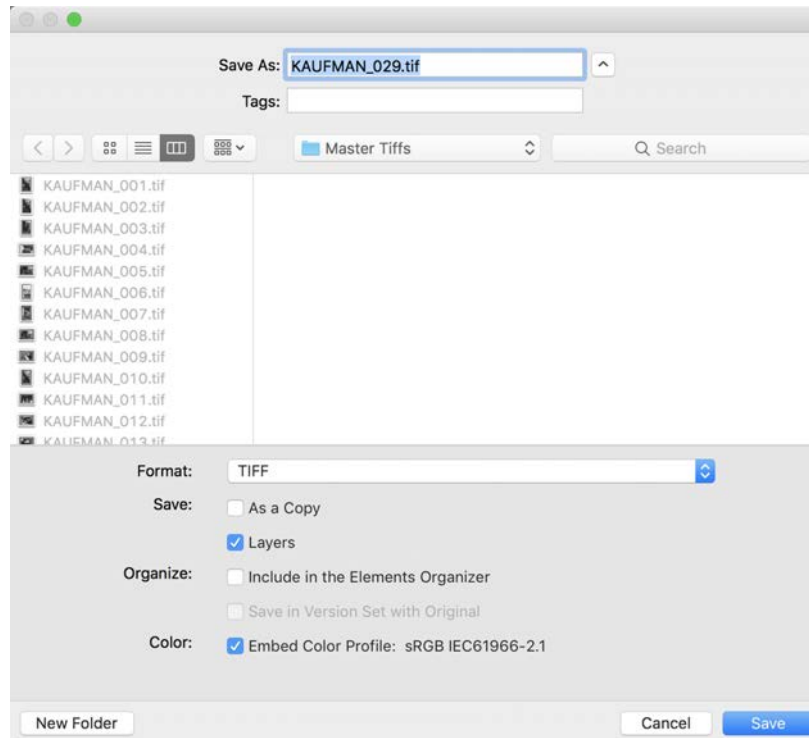 Save As: KAUFMAN_029.tif
Tags:
Master Tiffs
Search
KAUFMAN_001.tif
KAUFMAN_002.tif
KAUFMAN_003.tif
KAUFMAN_004.tif
KAUFMAN_005.tif
KAUFMAN_006.tif
KAUFMAN_007.tif
KAUFMAN_008.tif
KAUFMAN_009.tif
KAUFMAN_010.tif
KAUFMAN_011.tif
KAUFMAN_012.tif
KAUFMAN_013.tif
Format: TIFF
Save: As a Copy
Layers
Organize: Include in the Elements Organizer
Save in Version Set with Original
Color: Embed Color Profile: sRGB IEC61966-2.1
New Folder Cancel Save